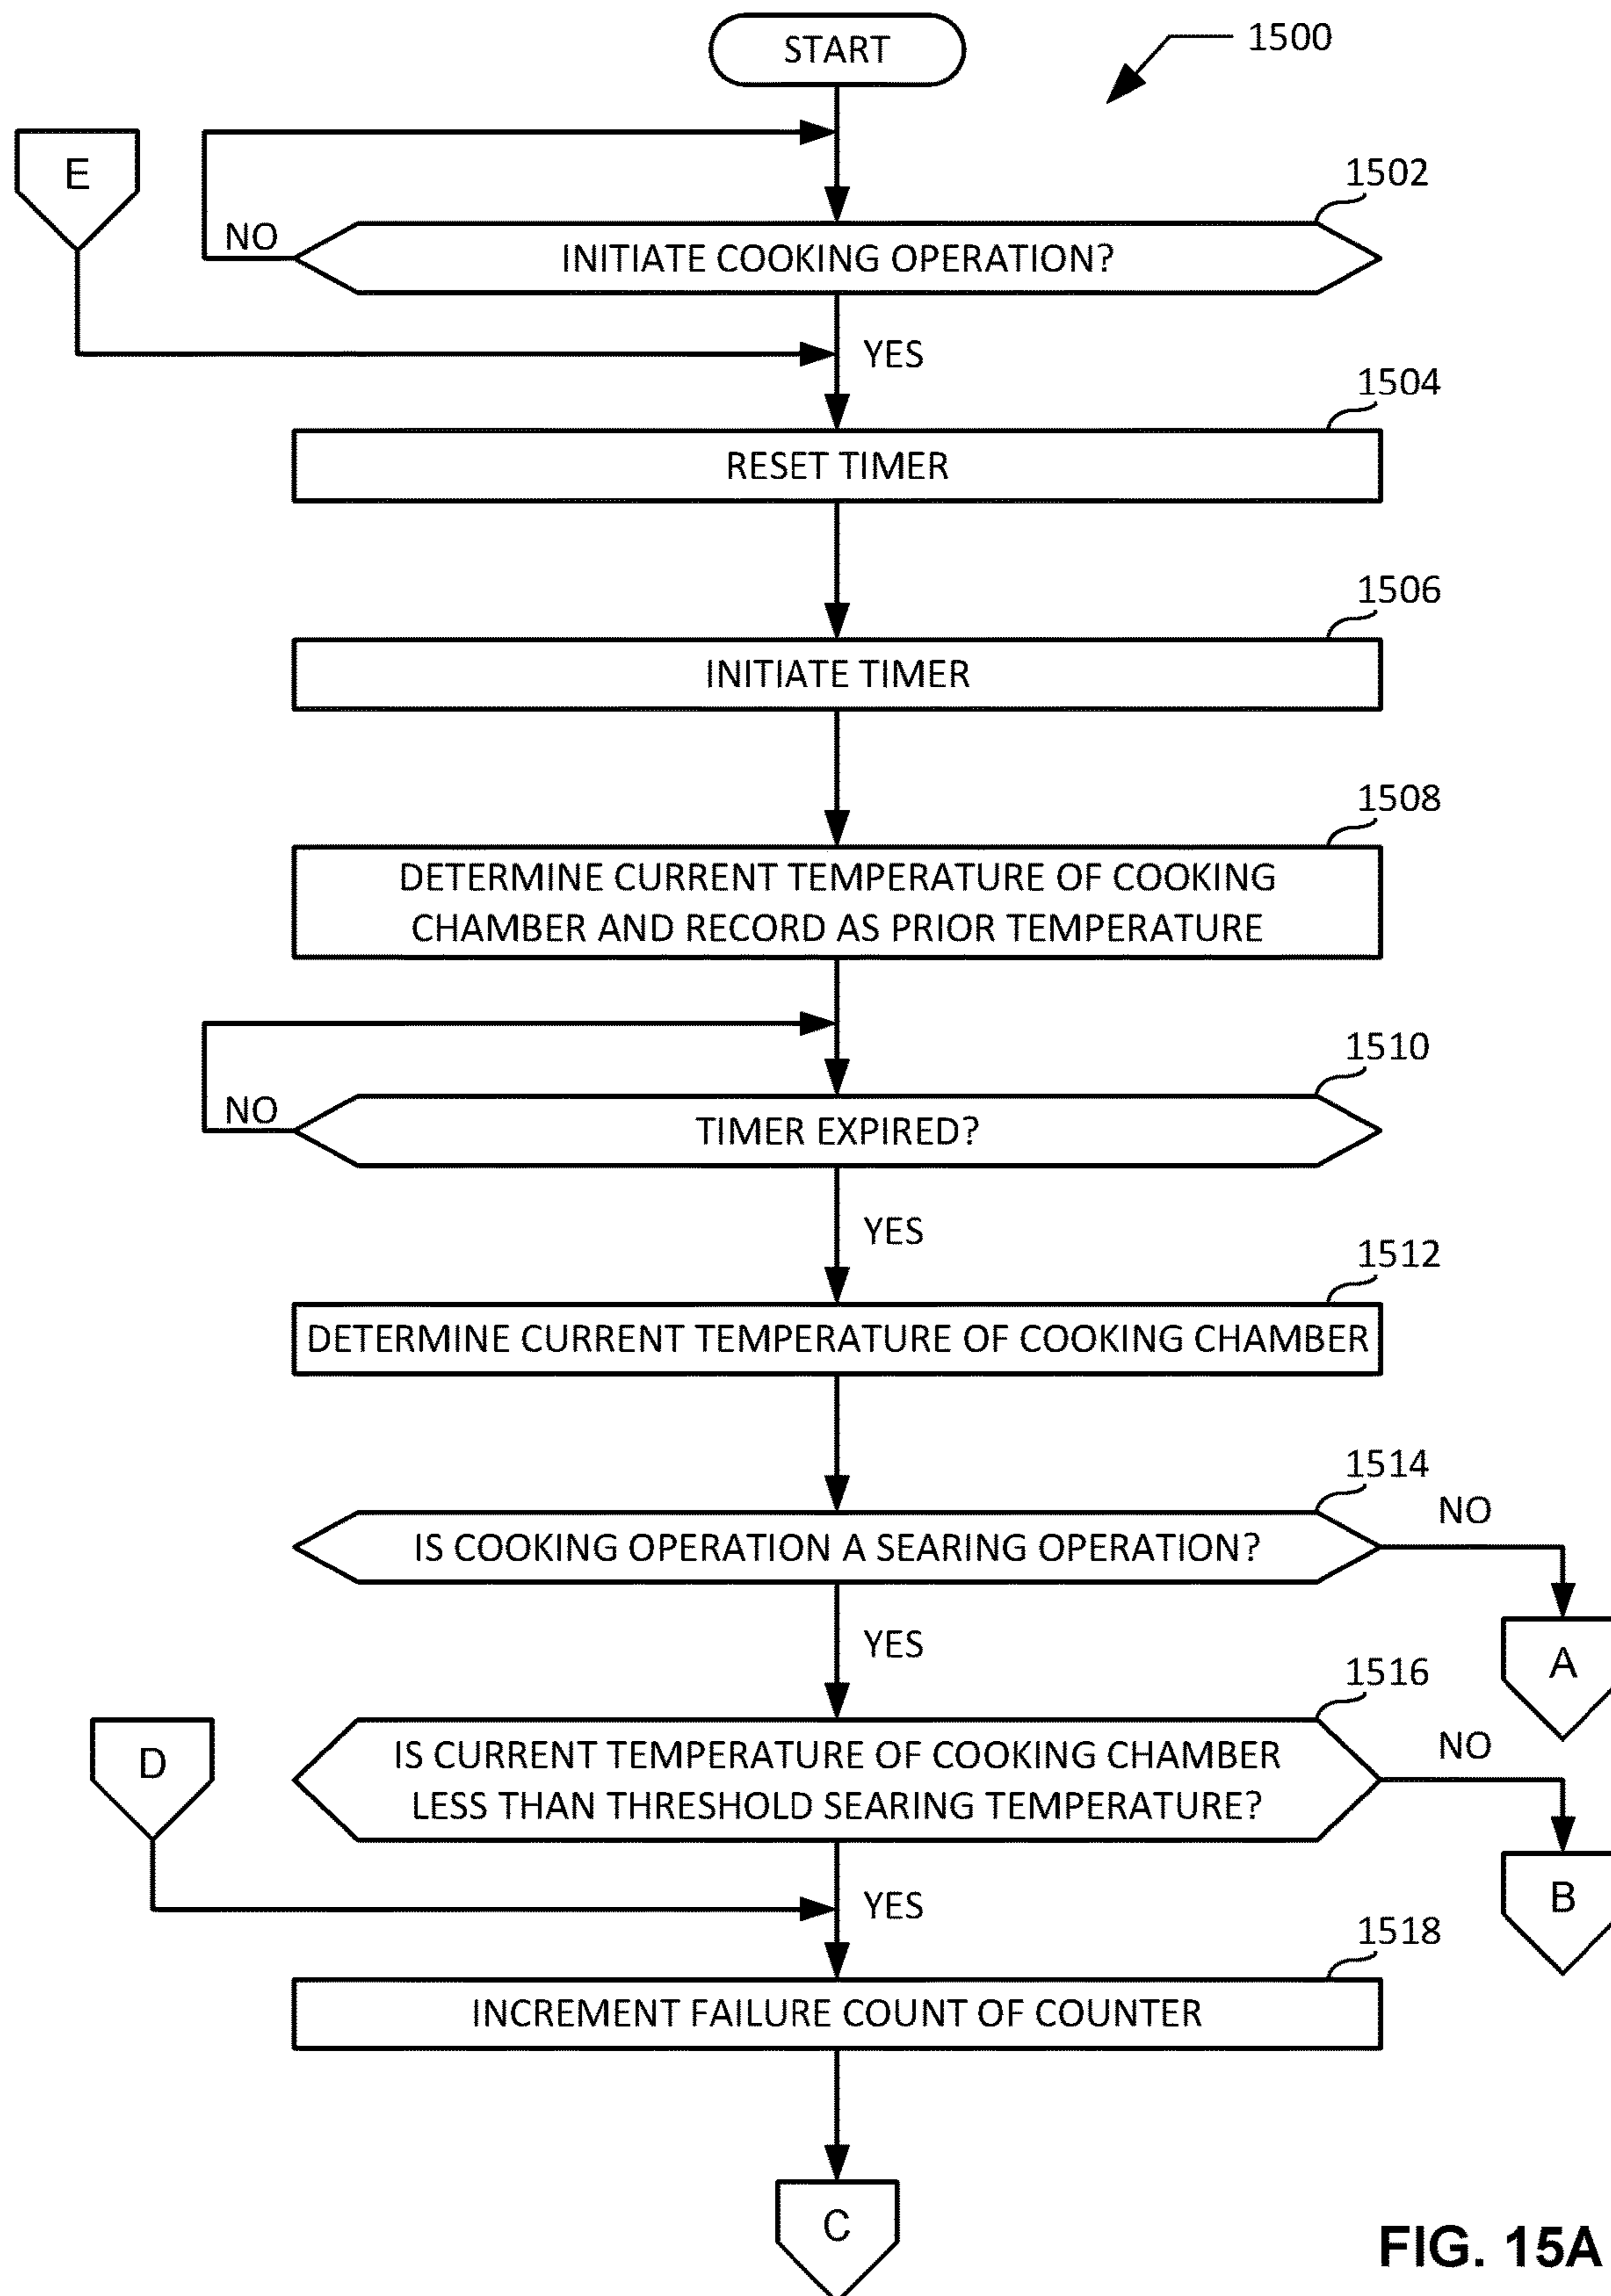 START
1500
E
1502
NO
INITIATE COOKING OPERATION?
YES
1504
RESET TIMER
1506
INITIATE TIMER
1508
DETERMINE CURRENT TEMPERATURE OF COOKING
CHAMBER AND RECORD AS PRIOR TEMPERATURE
1510
NO
TIMER EXPIRED?
YES
1512
DETERMINE CURRENT TEMPERATURE OF COOKING CHAMBER
1514
NO
IS COOKING OPERATION A SEARING OPERATION?
YES
A
1516
D
NO
IS CURRENT TEMPERATURE OF COOKING CHAMBER
LESS THAN THRESHOLD SEARING TEMPERATURE?
YES
B
1518
INCREMENT FAILURE COUNT OF COUNTER
C
FIG. 15A